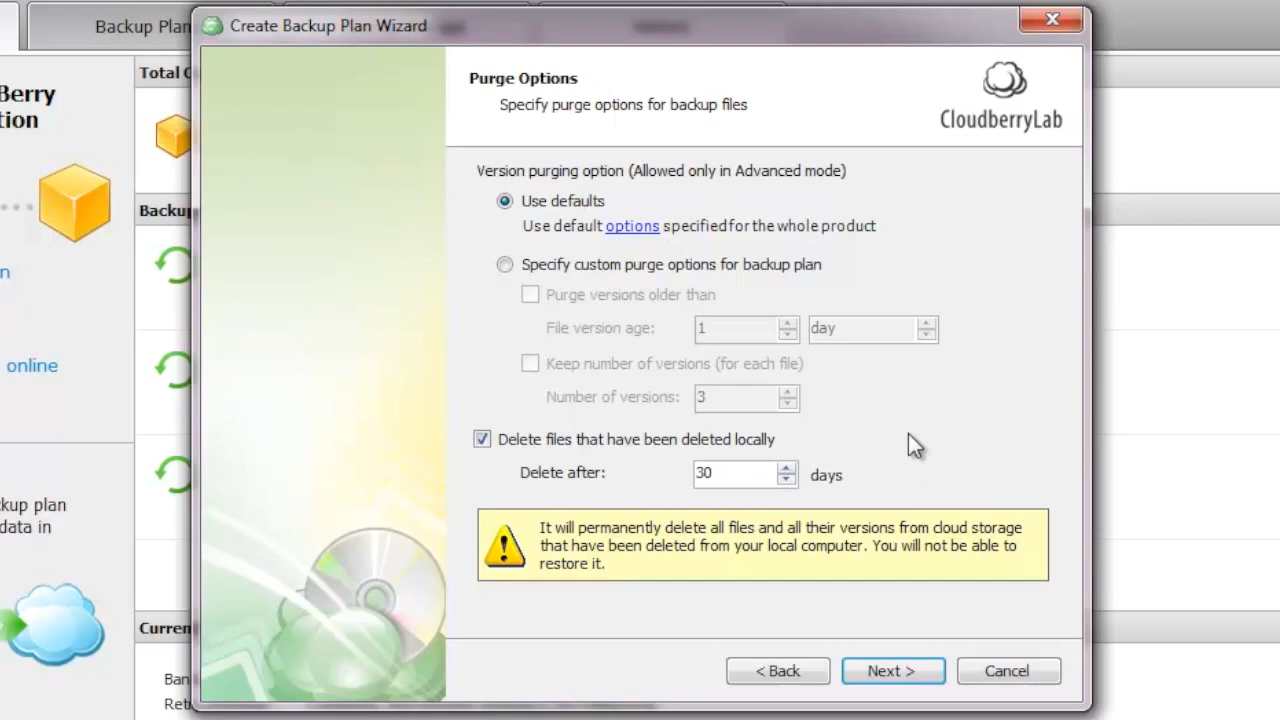 Backup Plan
Create Backup Plan Wizard
Total
Berry
tion
Purge Options
Specify purge options for backup files
CloudberryLab
Version purging option (Allowed only in Advanced mode)
Use defaults
Use default options specified for the whole product
Specify custom purge options for backup plan
Purge versions older than
File version age: 1 day
Keep number of versions (for each file)
Number of versions: 3
Delete files that have been deleted locally
Delete after: 30 days
It will permanently delete all files and all their versions from cloud storage
that have been deleted from your local computer. You will not be able to
restore it.
< Back
Next >
Cancel
Backup
n
online
kup plan
data in
Curren
Ban
Retr